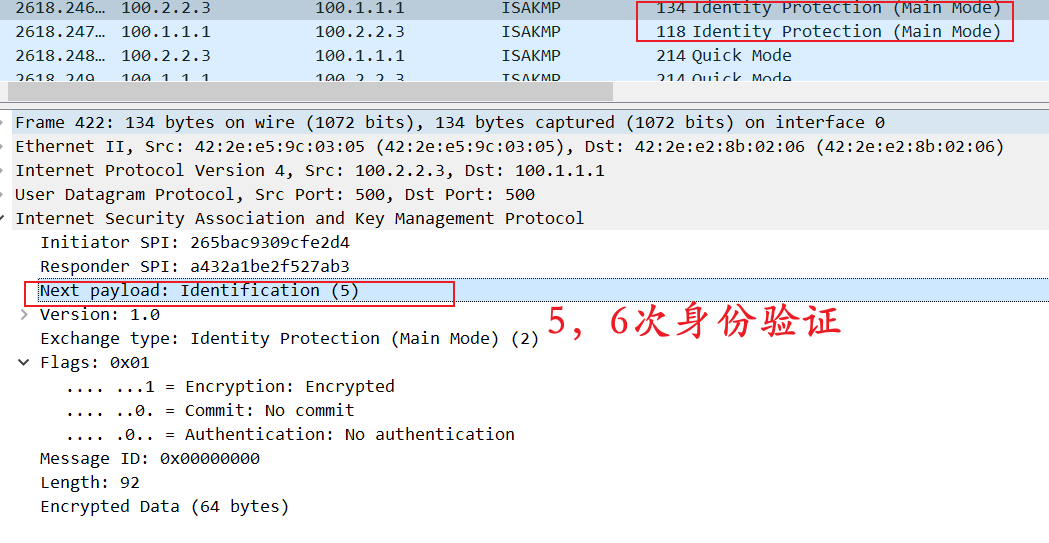 2618.246… 100.2.2.3 100.1.1.1 ISAKMP 134 Identity Protection (Main Mode)
2618.247… 100.1.1.1 100.2.2.3 ISAKMP 118 Identity Protection (Main Mode)
2618.248… 100.2.2.3 100.1.1.1 ISAKMP 214 Quick Mode
2618.249 100.1.1.1 100.2.2.3 ISAKMP 214 Quick Mode
Frame 422: 134 bytes on wire (1072 bits), 134 bytes captured (1072 bits) on interface 0
Ethernet II, Src: 42:2e:e5:9c:03:05 (42:2e:e5:9c:03:05), Dst: 42:2e:e2:8b:02:06 (42:2e:e2:8b:02:06)
Internet Protocol Version 4, Src: 100.2.2.3, Dst: 100.1.1.1
User Datagram Protocol, Src Port: 500, Dst Port: 500
Internet Security Association and Key Management Protocol
Initiator SPI: 265bac9309cfe2d4
Responder SPI: a432a1be2f527ab3
Next payload: Identification (5)
Version: 1.0
5，6次身份验证
Exchange type: Identity Protection (Main Mode) (2)
Flags: 0x01
.... ...1 = Encryption: Encrypted
.... ..0. = Commit: No commit
.... .0.. = Authentication: No authentication
Message ID: 0x00000000
Length: 92
Encrypted Data (64 bytes)